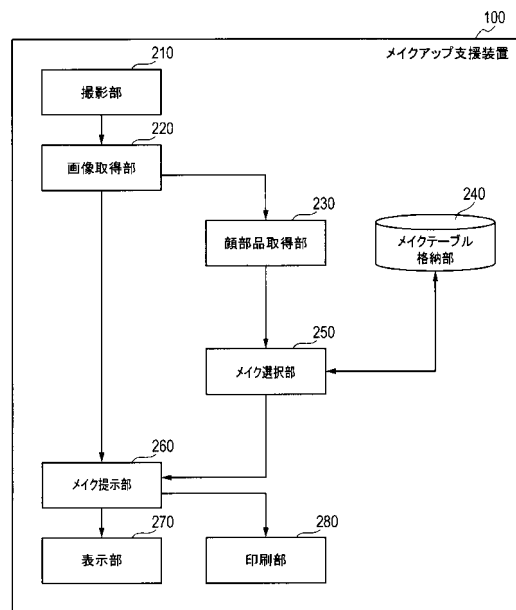 100
メイクアップ支援装置
210
撮影部
220
画像取得部
230
顔部品取得部
240
メイクテーブル
格納部
250
メイク選択部
260
メイク提示部
270
表示部
280
印刷部